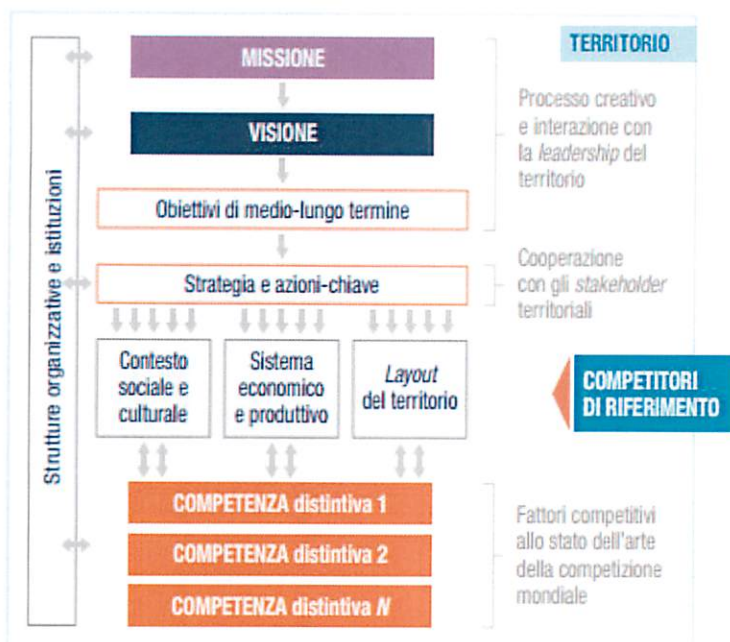 TERRITORIO
MISSIONE
VISIONE
Processo creativo
e interazione con
la leadership del
territorio
Obiettivi di medio-lungo termine
Strategia e azioni-chiave
Cooperazione
con gli stakeholder
territoriali
Strutture organizzative e istituzioni
Contesto
sociale e
culturale
Sistema
economico
e produttivo
Layout
del territorio
COMPETITORI
DI RIFERIMENTO
COMPETENZA distintiva 1
COMPETENZA distintiva 2
COMPETENZA distintiva N
Fattori competitivi
allo stato dell'arte
della competizione
mondiale